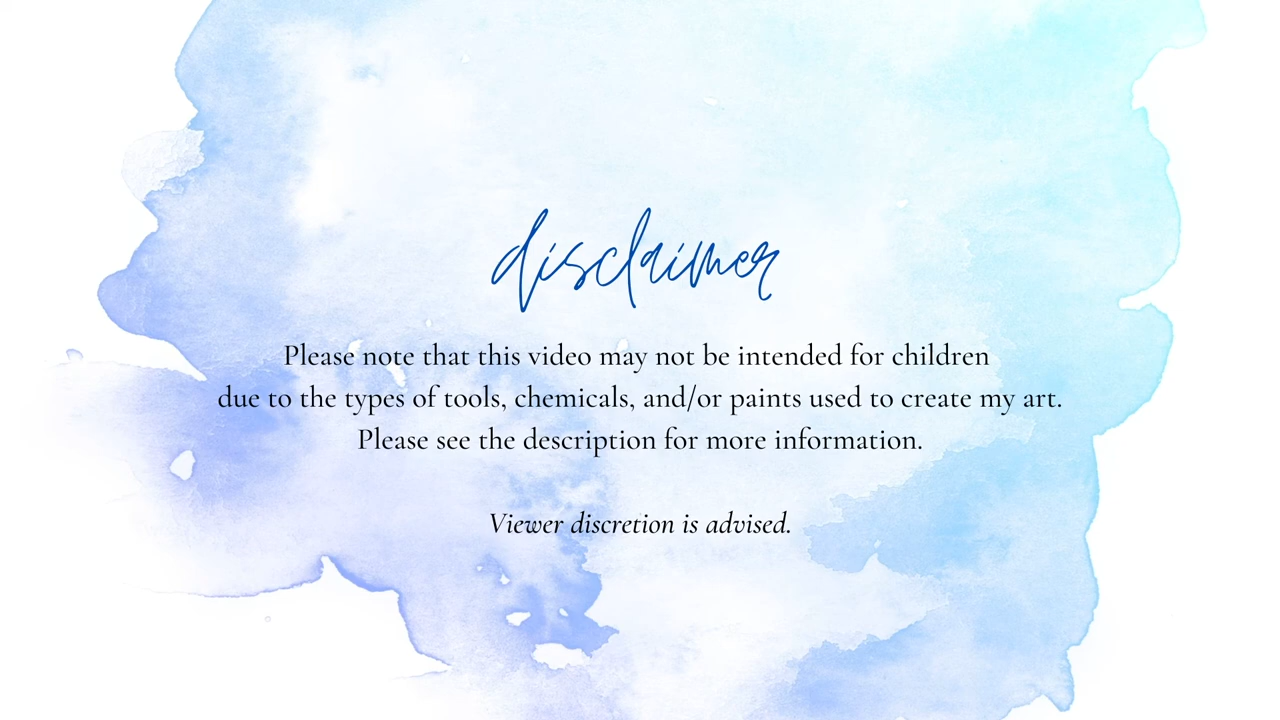 disclaimer
Please note that this video may not be intended for children
due to the types of tools, chemicals, and/or paints used to create my art.
Please see the description for more information.
Viewer discretion is advised.